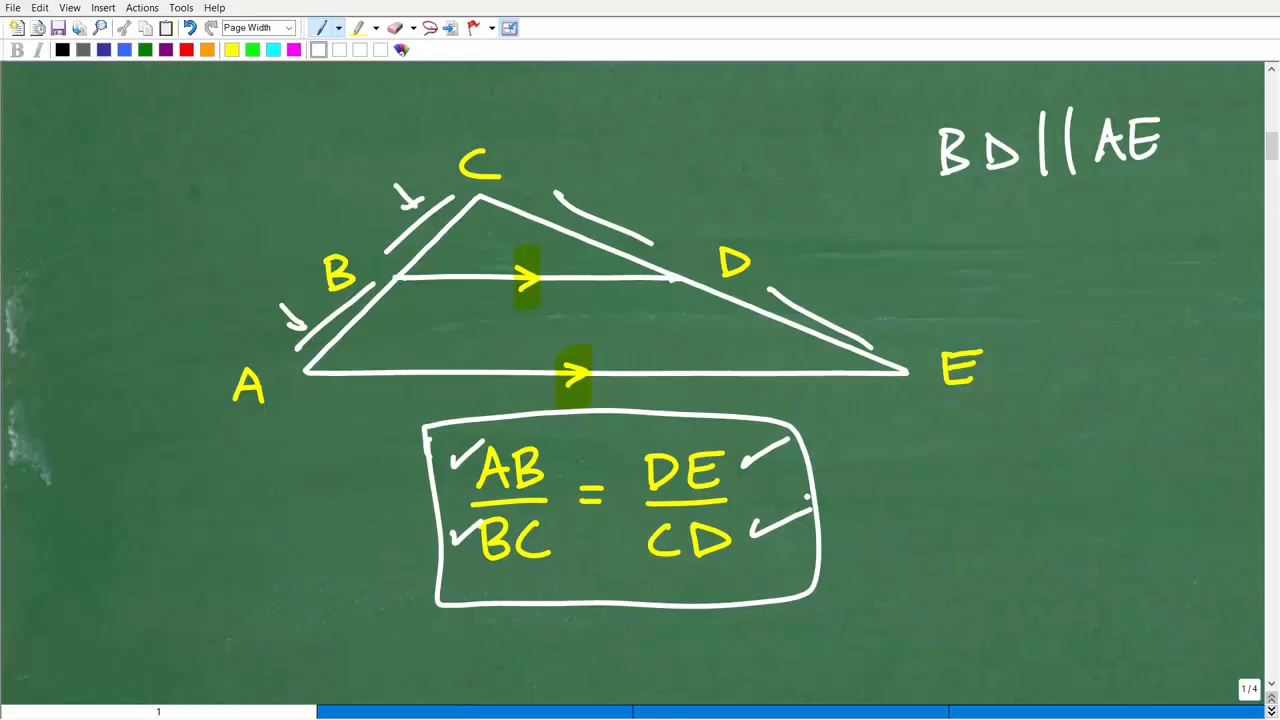 File Edit View Insert Actions Tools Help
Page Width
B I
BD || AE
C
B
D
A
E
AB = DE
BC CD
1/4
1